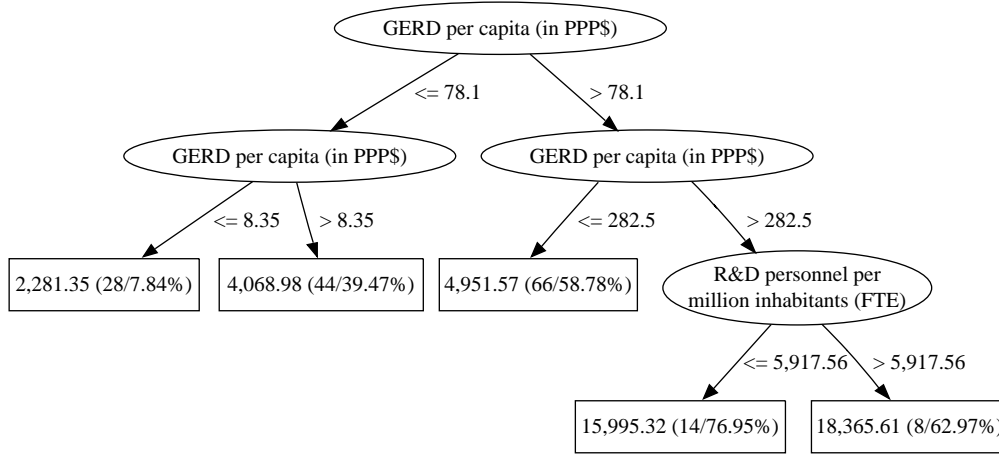 GERD per capita (in PPP$)
<= 78.1
> 78.1
GERD per capita (in PPP$)
GERD per capita (in PPP$)
<= 8.35
> 8.35
<= 282.5
> 282.5
2,281.35 (28/7.84%)
4,068.98 (44/39.47%)
4,951.57 (66/58.78%)
R&D personnel per
million inhabitants (FTE)
<= 5,917.56
> 5,917.56
15,995.32 (14/76.95%)
18,365.61 (8/62.97%)